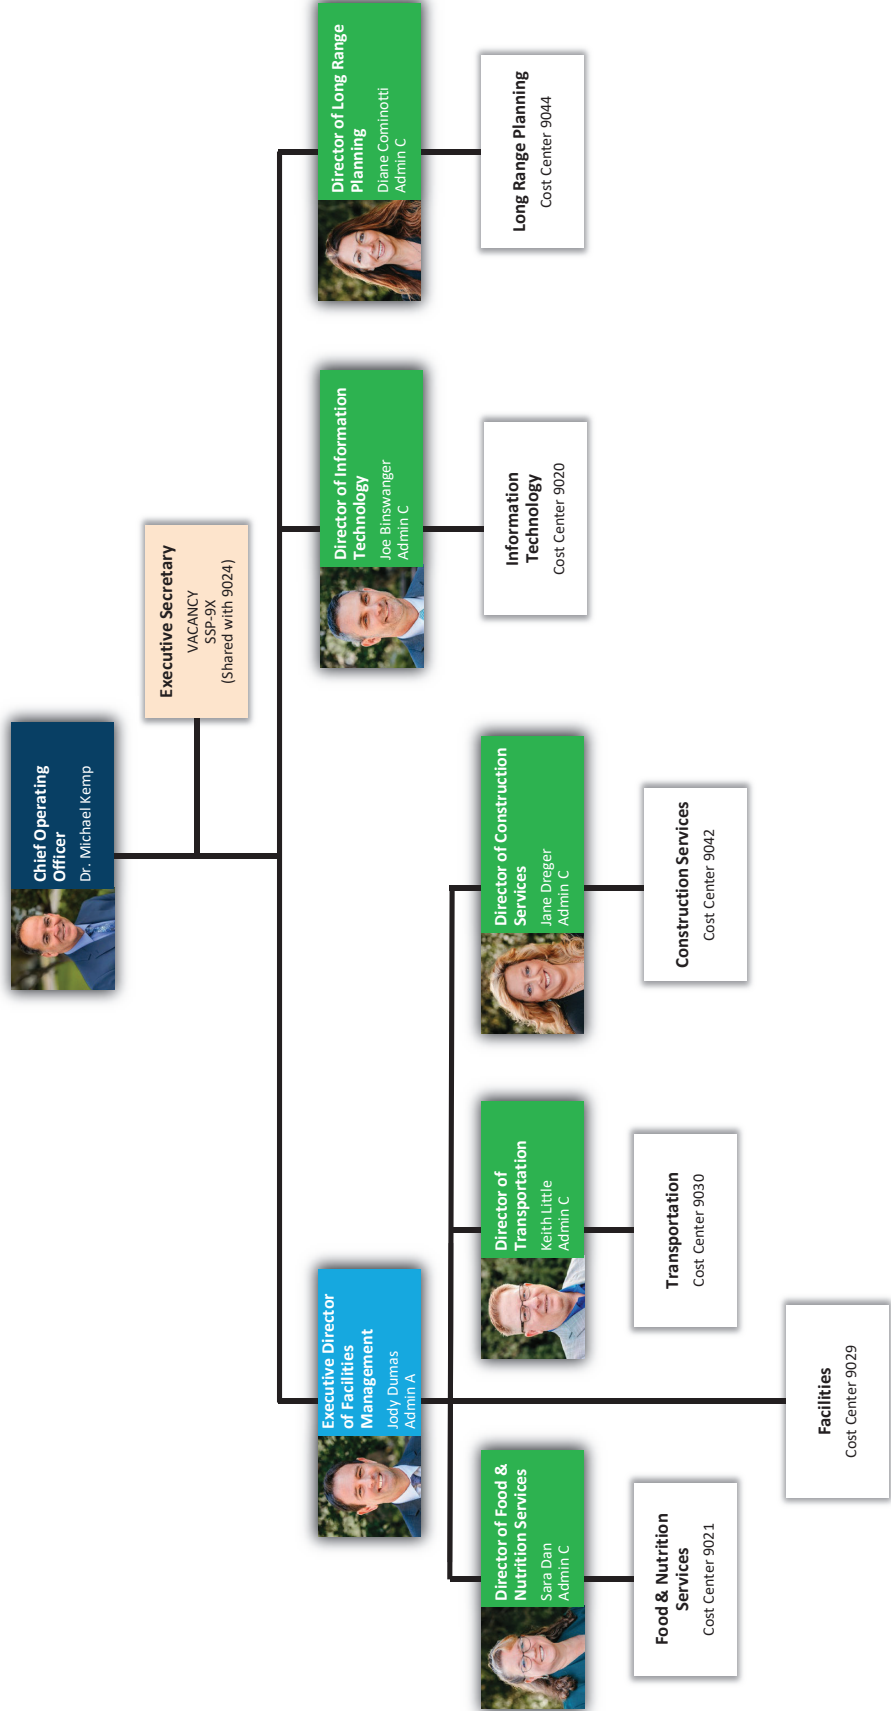 Chief Operating
Officer
Dr. Michael Kemp
Executive Secretary
VACANCY
SSP-9X
(Shared with 9024)
Executive Director
of Facilities
Management
Jody Dumas
Admin A
Director of Information
Technology
Joe Binswanger
Admin C
Director of Long Range
Planning
Diane Cominotti
Admin C
Director of Food &
Nutrition Services
Sara Dan
Admin C
Director of
Transportation
Keith Little
Admin C
Director of Construction
Services
Jane Dreger
Admin C
Information
Technology
Cost Center 9020
Long Range Planning
Cost Center 9044
Food & Nutrition
Services
Cost Center 9021
Transportation
Cost Center 9030
Construction Services
Cost Center 9042
Facilities
Cost Center 9029